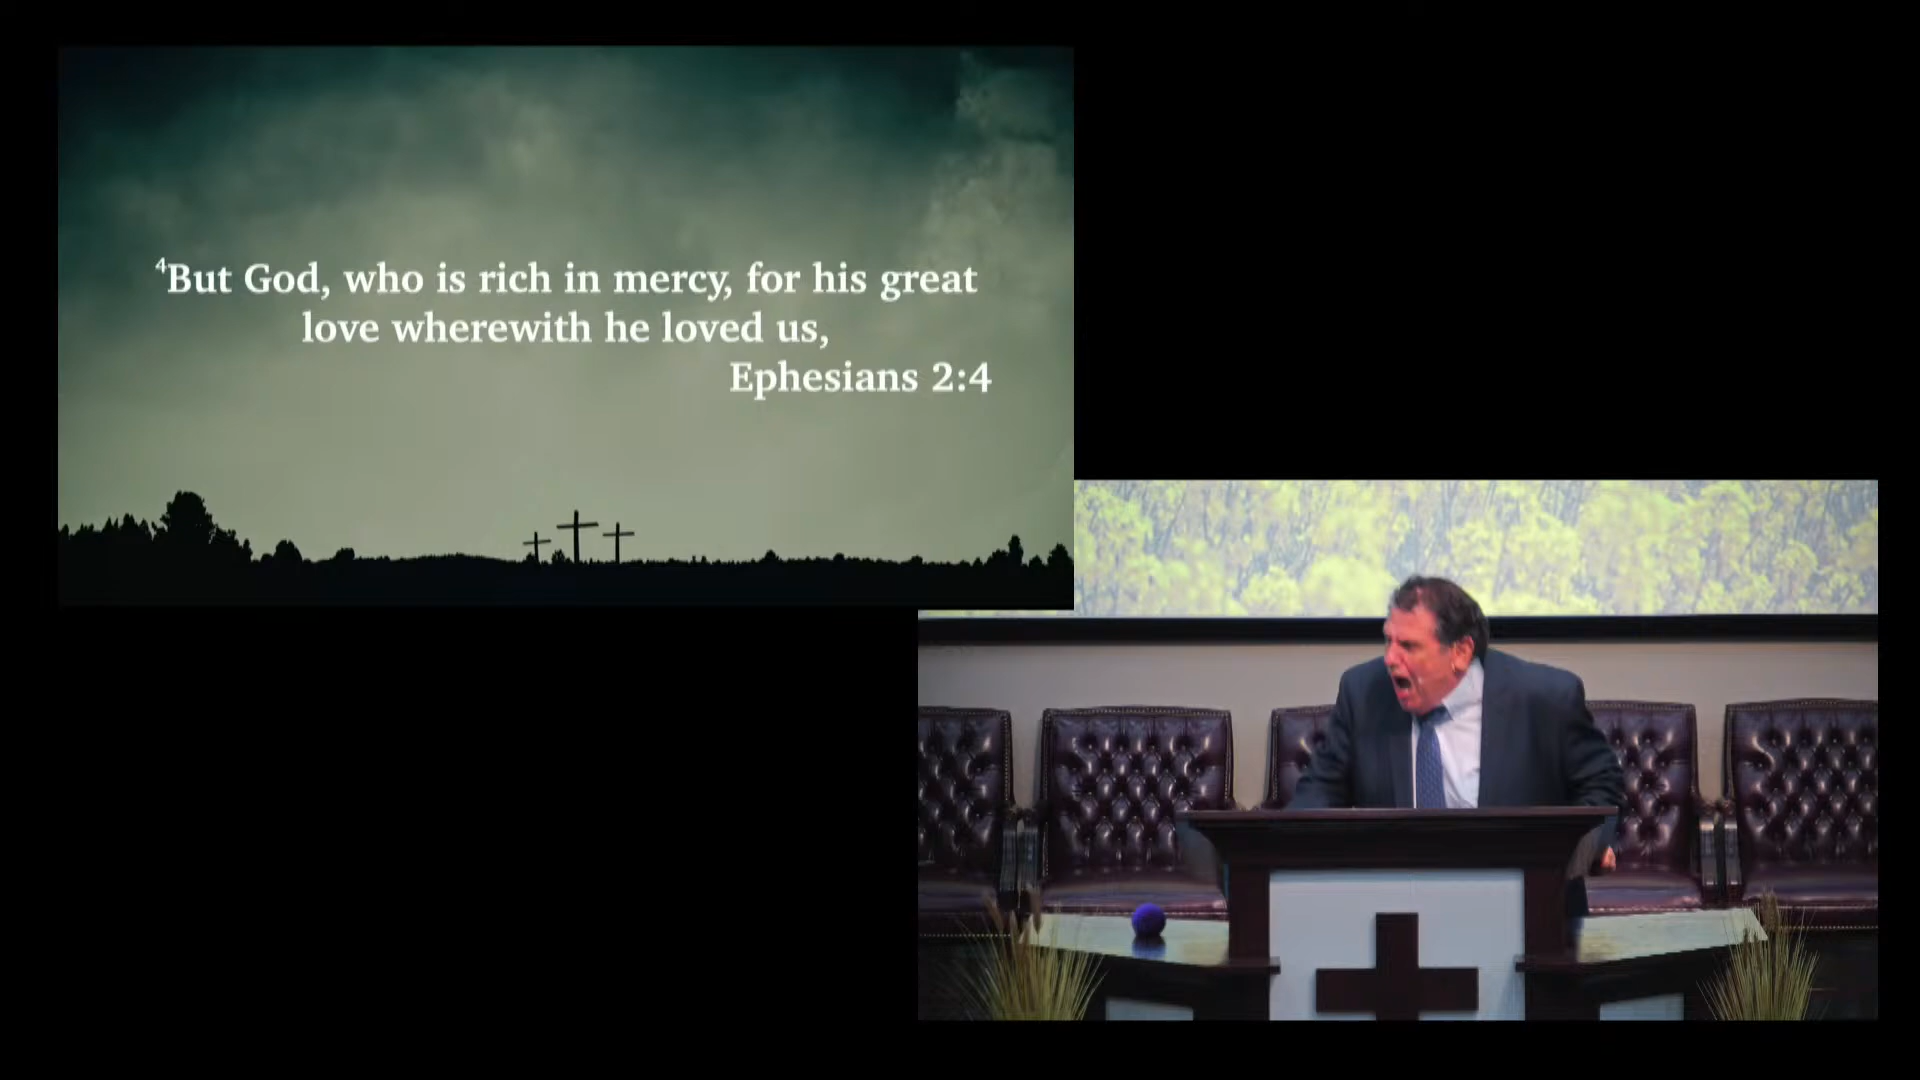 ⁴But God, who is rich in mercy, for his great
love wherewith he loved us,
Ephesians 2:4